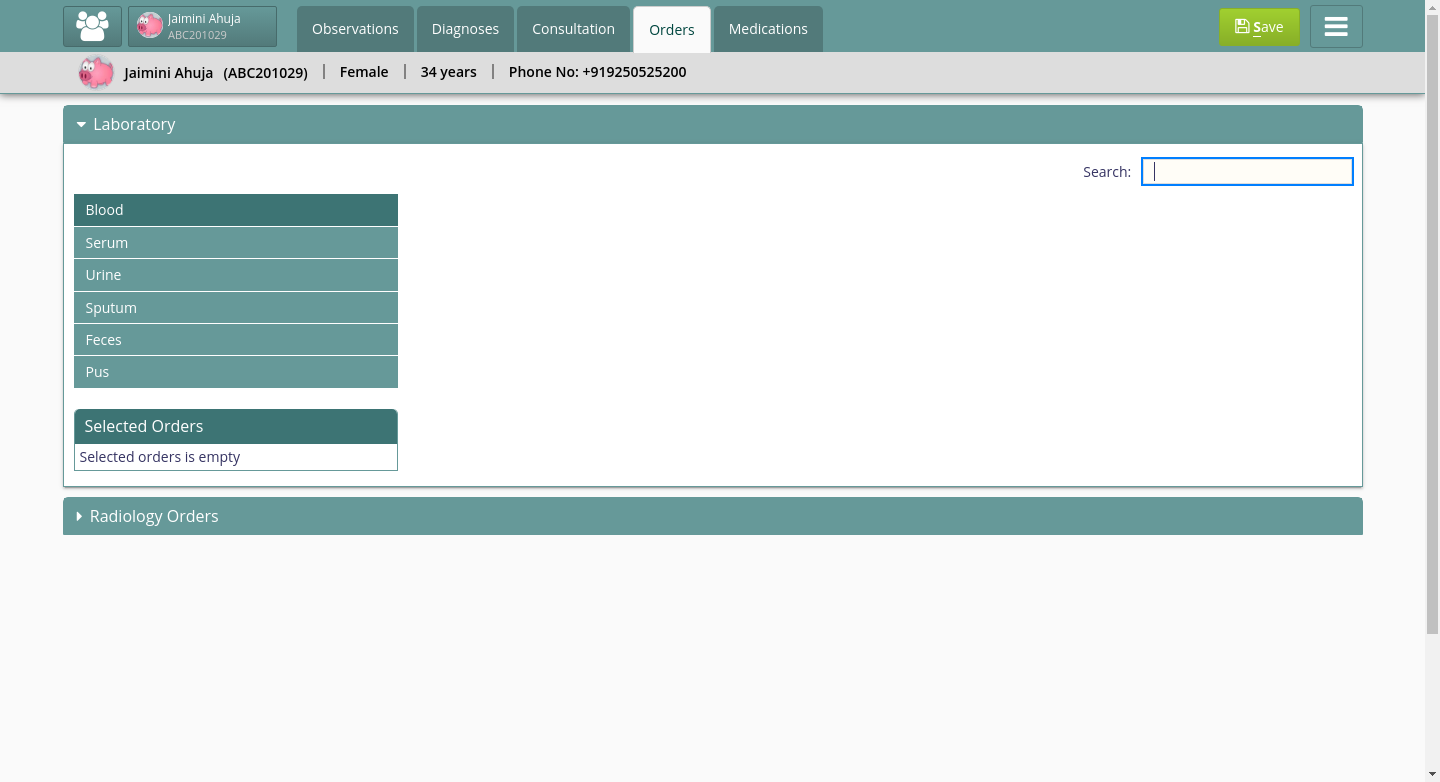 Jaimini Ahuja
ABC201029
Observations
Diagnoses
Consultation
Orders
Medications
Save
Jaimini Ahuja (ABC201029) | Female | 34 years | Phone No: +919250525200
Laboratory
Search:
Blood
Serum
Urine
Sputum
Feces
Pus
Selected Orders
Selected orders is empty
Radiology Orders